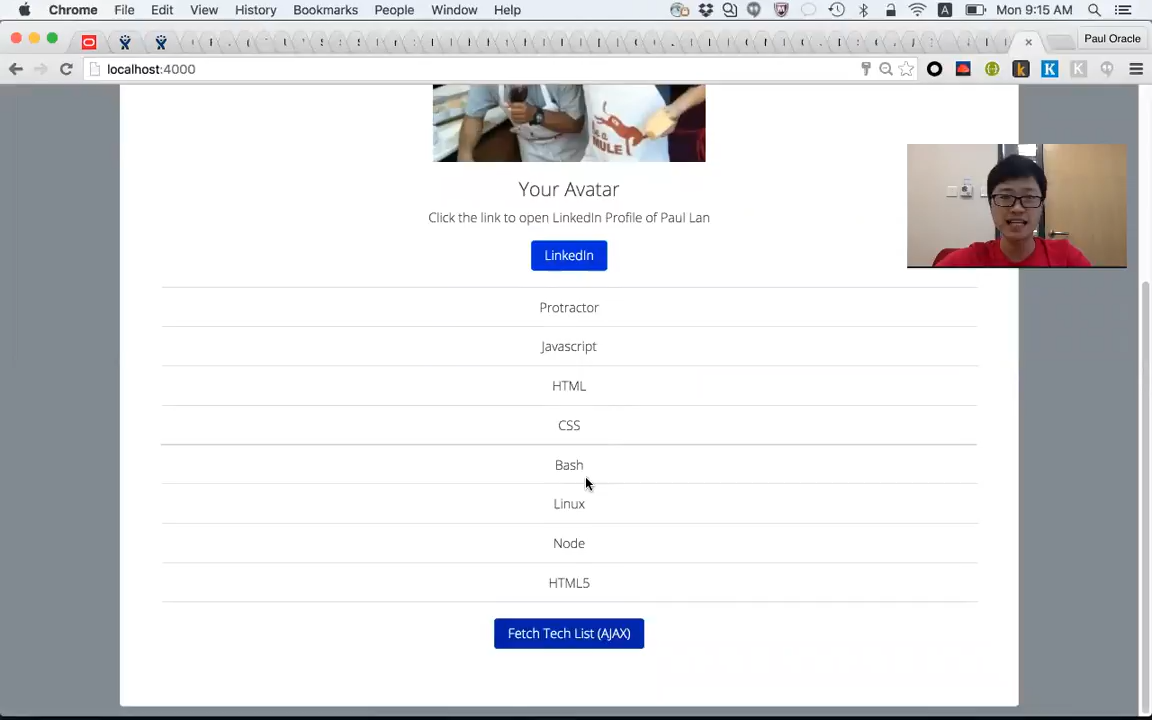 Chrome File Edit View History Bookmarks People Window Help Mon 9:15 AM
Paul Oracle
localhost:4000
MULE!
Your Avatar
Click the link to open LinkedIn Profile of Paul Lan
LinkedIn
Protractor
Javascript
HTML
CSS
Bash
Linux
Node
HTML5
Fetch Tech List (AJAX)